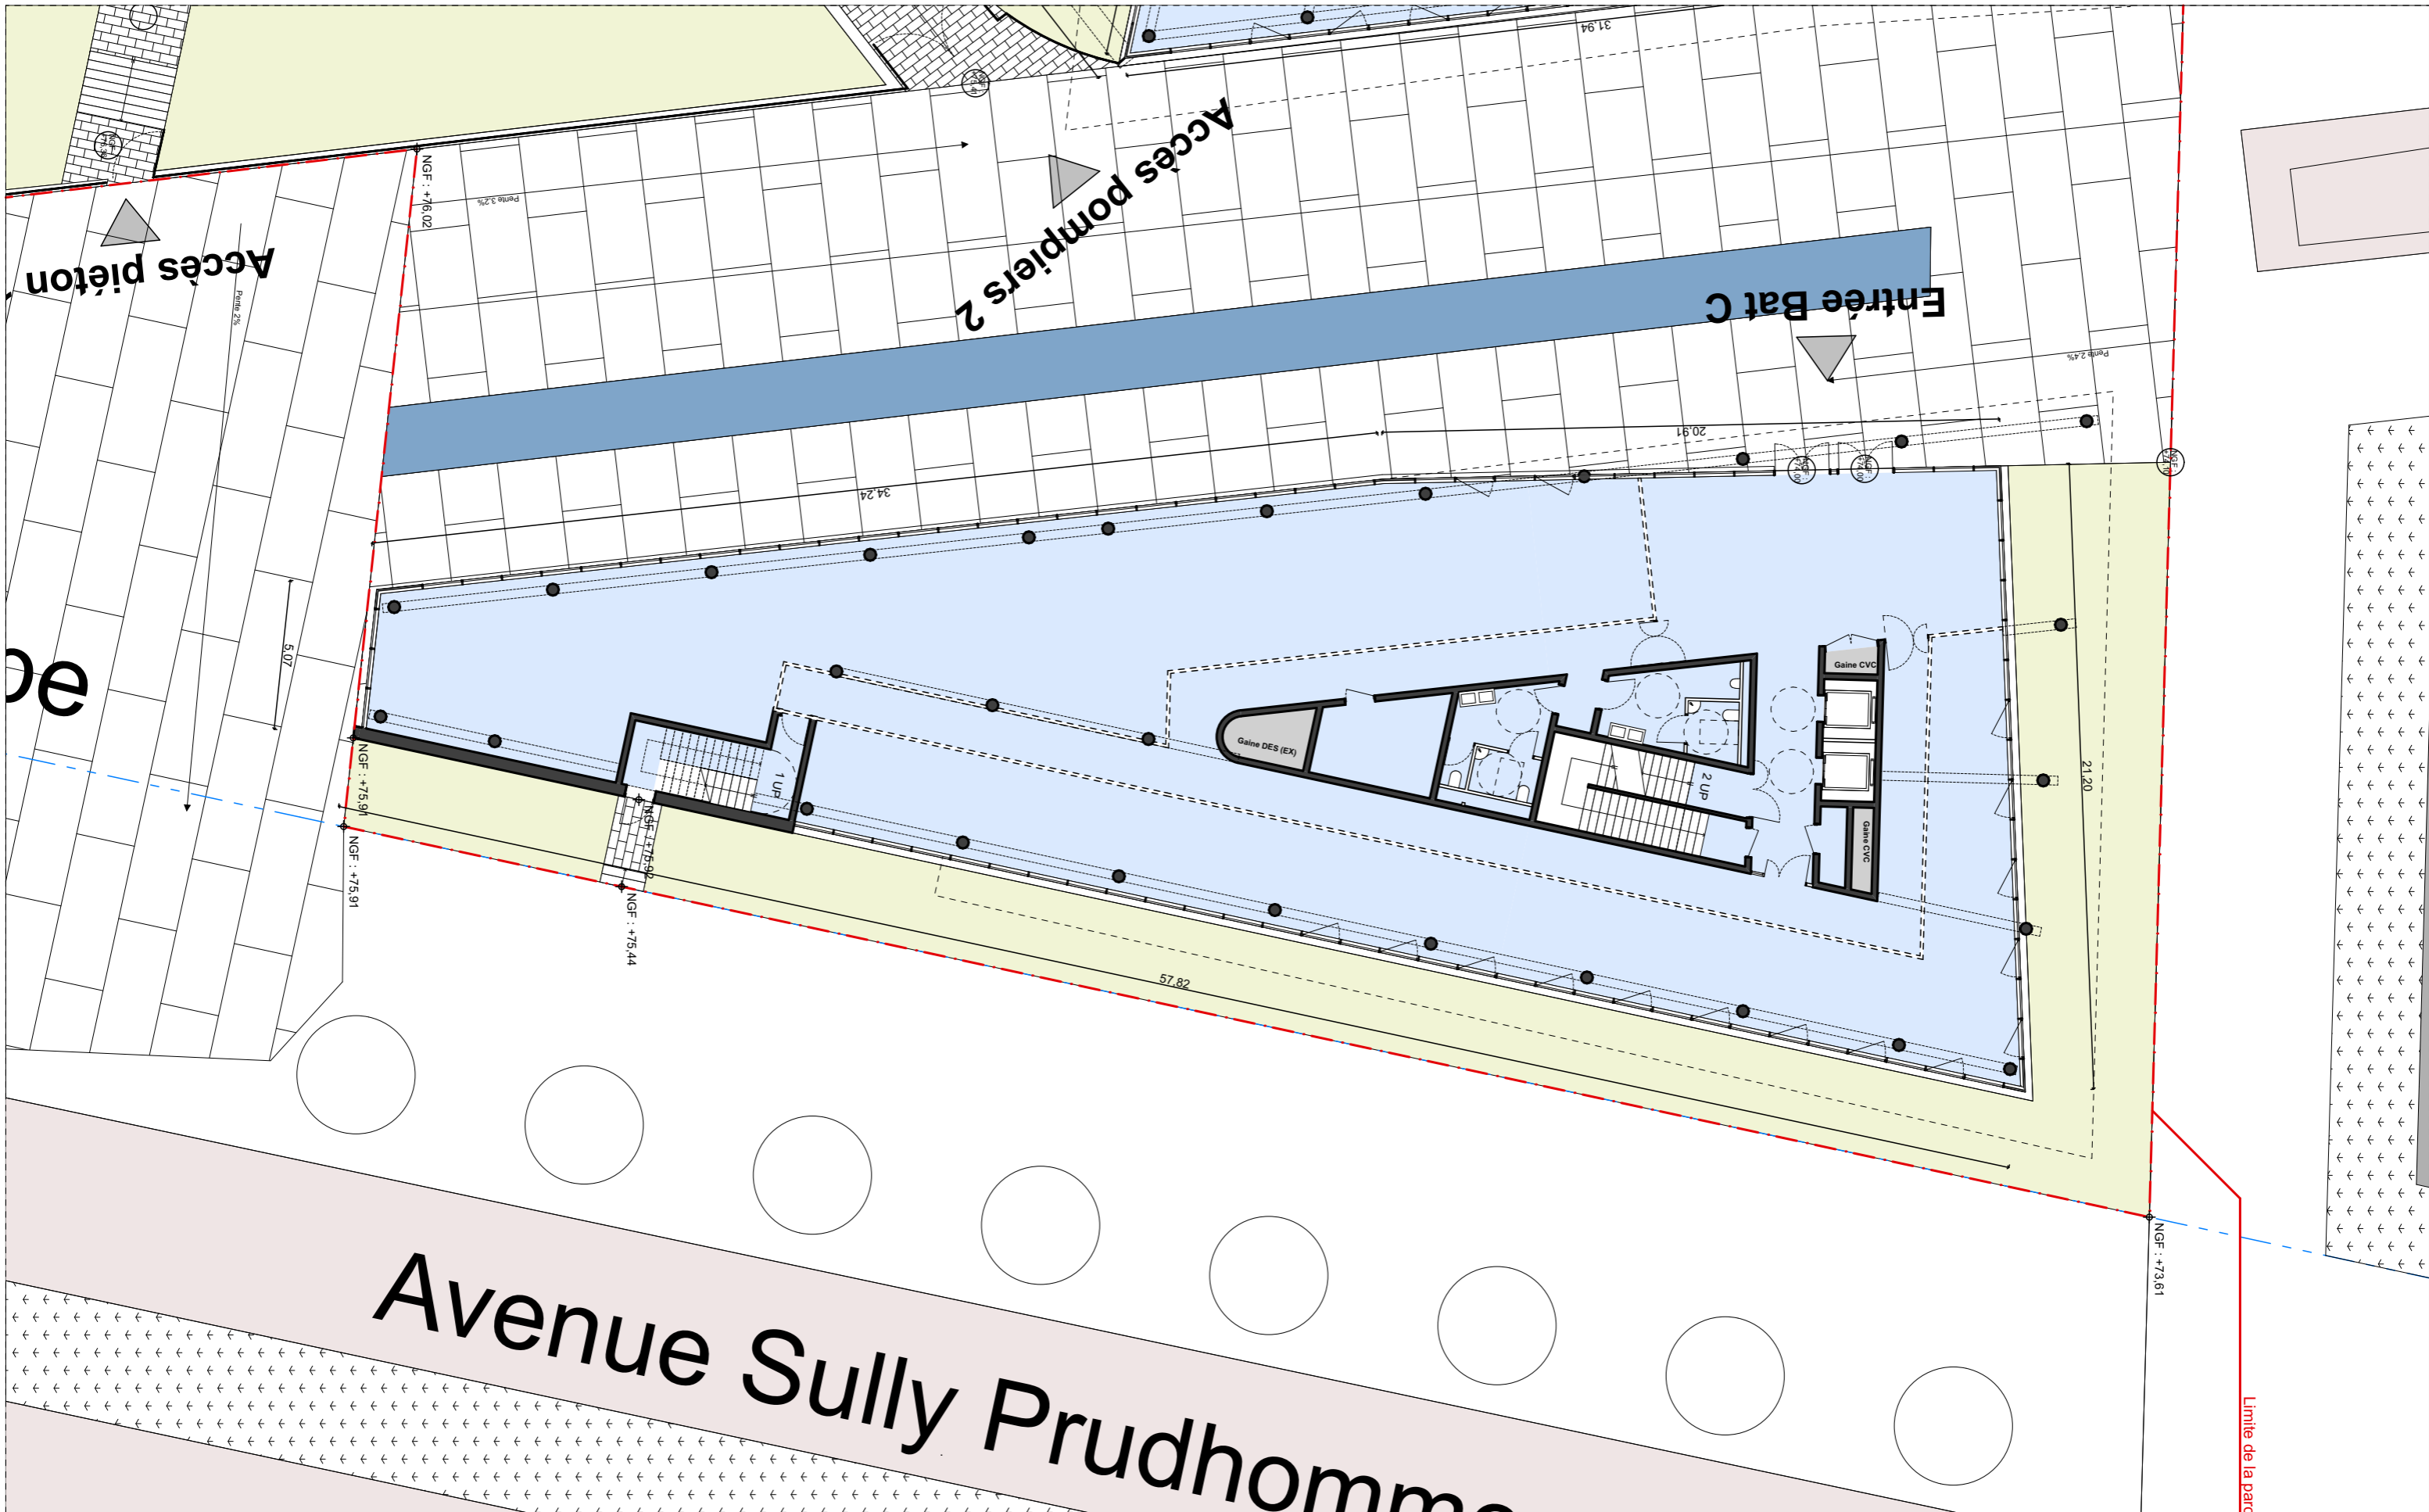 31,94
NGF : +76,02
Pente 3.2%
Accès pompiers 2
Accès piéton
Pente 2%
Entrée Bat C
Pente 2.4%
20,91
34,24
5,07
pe
Gaine CVC
Gaine DES (EX)
1 UP
2 UP
Gaine CVC
21,20
NGF : +75,91
NGF : +75,92
NGF : +75,91
NGF : +75,44
57,82
NGF : +73,61
Avenue Sully Prudhomme
Limite de la parc